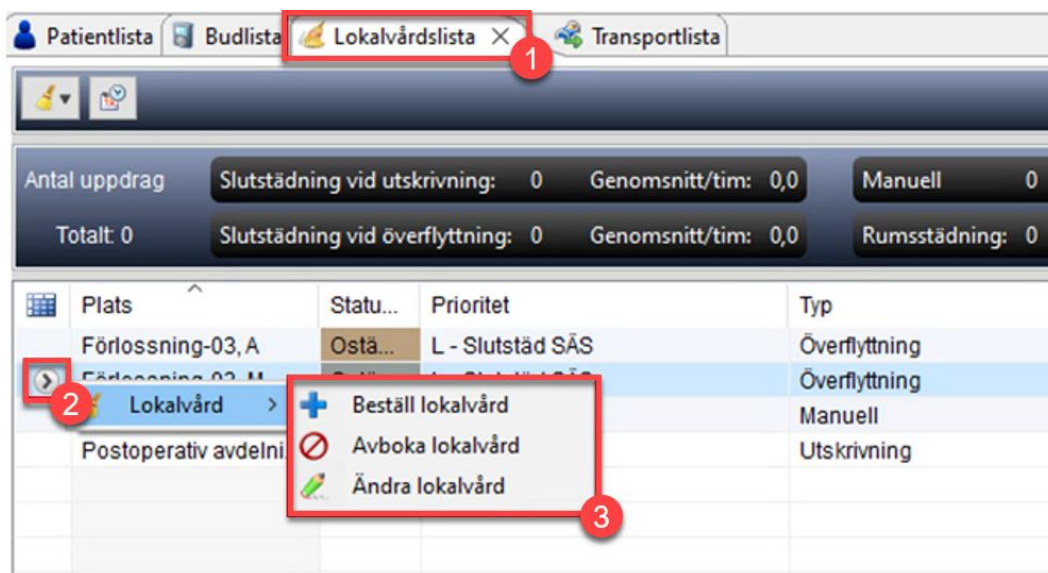 Patientlista Budlista Lokalvårdslista Transportlista
1
Antal uppdrag Slutstädning vid utskrivning: 0 Genomsnitt/tim: 0,0 Manuell 0
Totalt: 0 Slutstädning vid överflyttning: 0 Genomsnitt/tim: 0,0 Rumsstädning: 0
Plats Statu... Prioritet Typ
Förlossning-03, A Ostä... L - Slutstäd SÄS Överflyttning
Överflyttning
2 Lokalvård > Beställ lokalvård Manuell
Postoperativ avdelni Avboka lokalvård Utskrivning
Ändra lokalvård
3